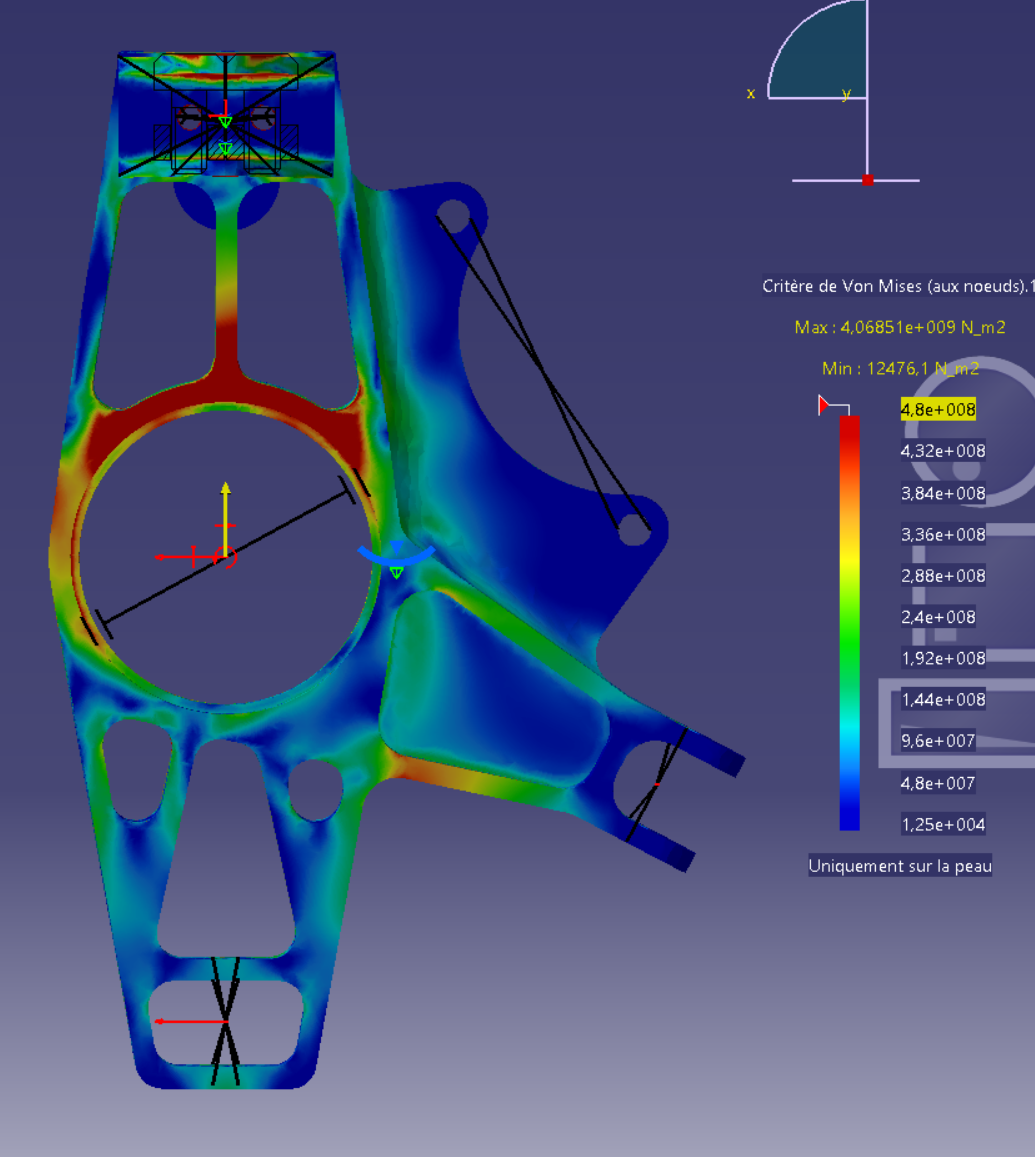 x
y
Critère de Von Mises (aux noeuds).1
Max : 4,06851e+009 N_m2
Min : 12476,1 N_m2
4,8e+008
4,32e+008
3,84e+008
3,36e+008
2,88e+008
2,4e+008
1,92e+008
1,44e+008
9,6e+007
4,8e+007
1,25e+004
Uniquement sur la peau